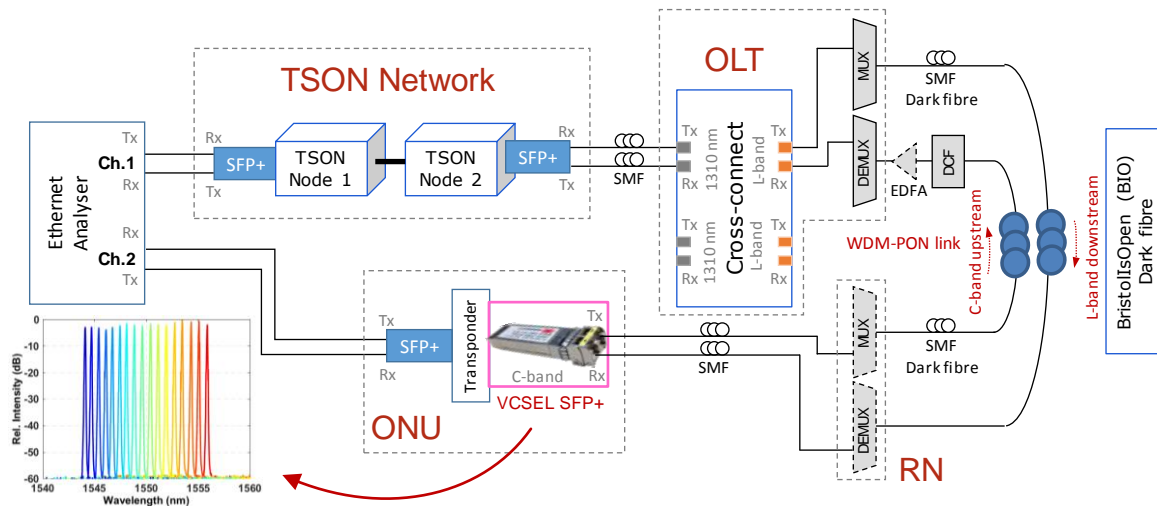 TSON Network
OLT
MUX
SMF
Dark fibre
Ethernet
Analyser
Tx
Ch.1
Rx
Rx
Ch.2
Tx
Rx
SFP+
Tx
TSON
Node 1
TSON
Node 2
Rx
SFP+
Tx
SMF
Cross-connect
Tx
1310 nm
Rx
Tx
L-band
Rx
Tx
1310 nm
Rx
Tx
L-band
Rx
DEMUX
EDFA
DCF
WDM-PON link
C-band upstream
L-band downstream
BristolIsOpen (BIO)
Dark fibre
Tx
SFP+
Rx
Transponder
Tx
C-band
Rx
VCSEL SFP+
ONU
SMF
MUX
DEMUX
RN
SMF
Dark fibre
Rel. Intensity (dB)
0
-10
-20
-30
-40
-50
-60
1540
1545
1550
1555
1560
Wavelength (nm)